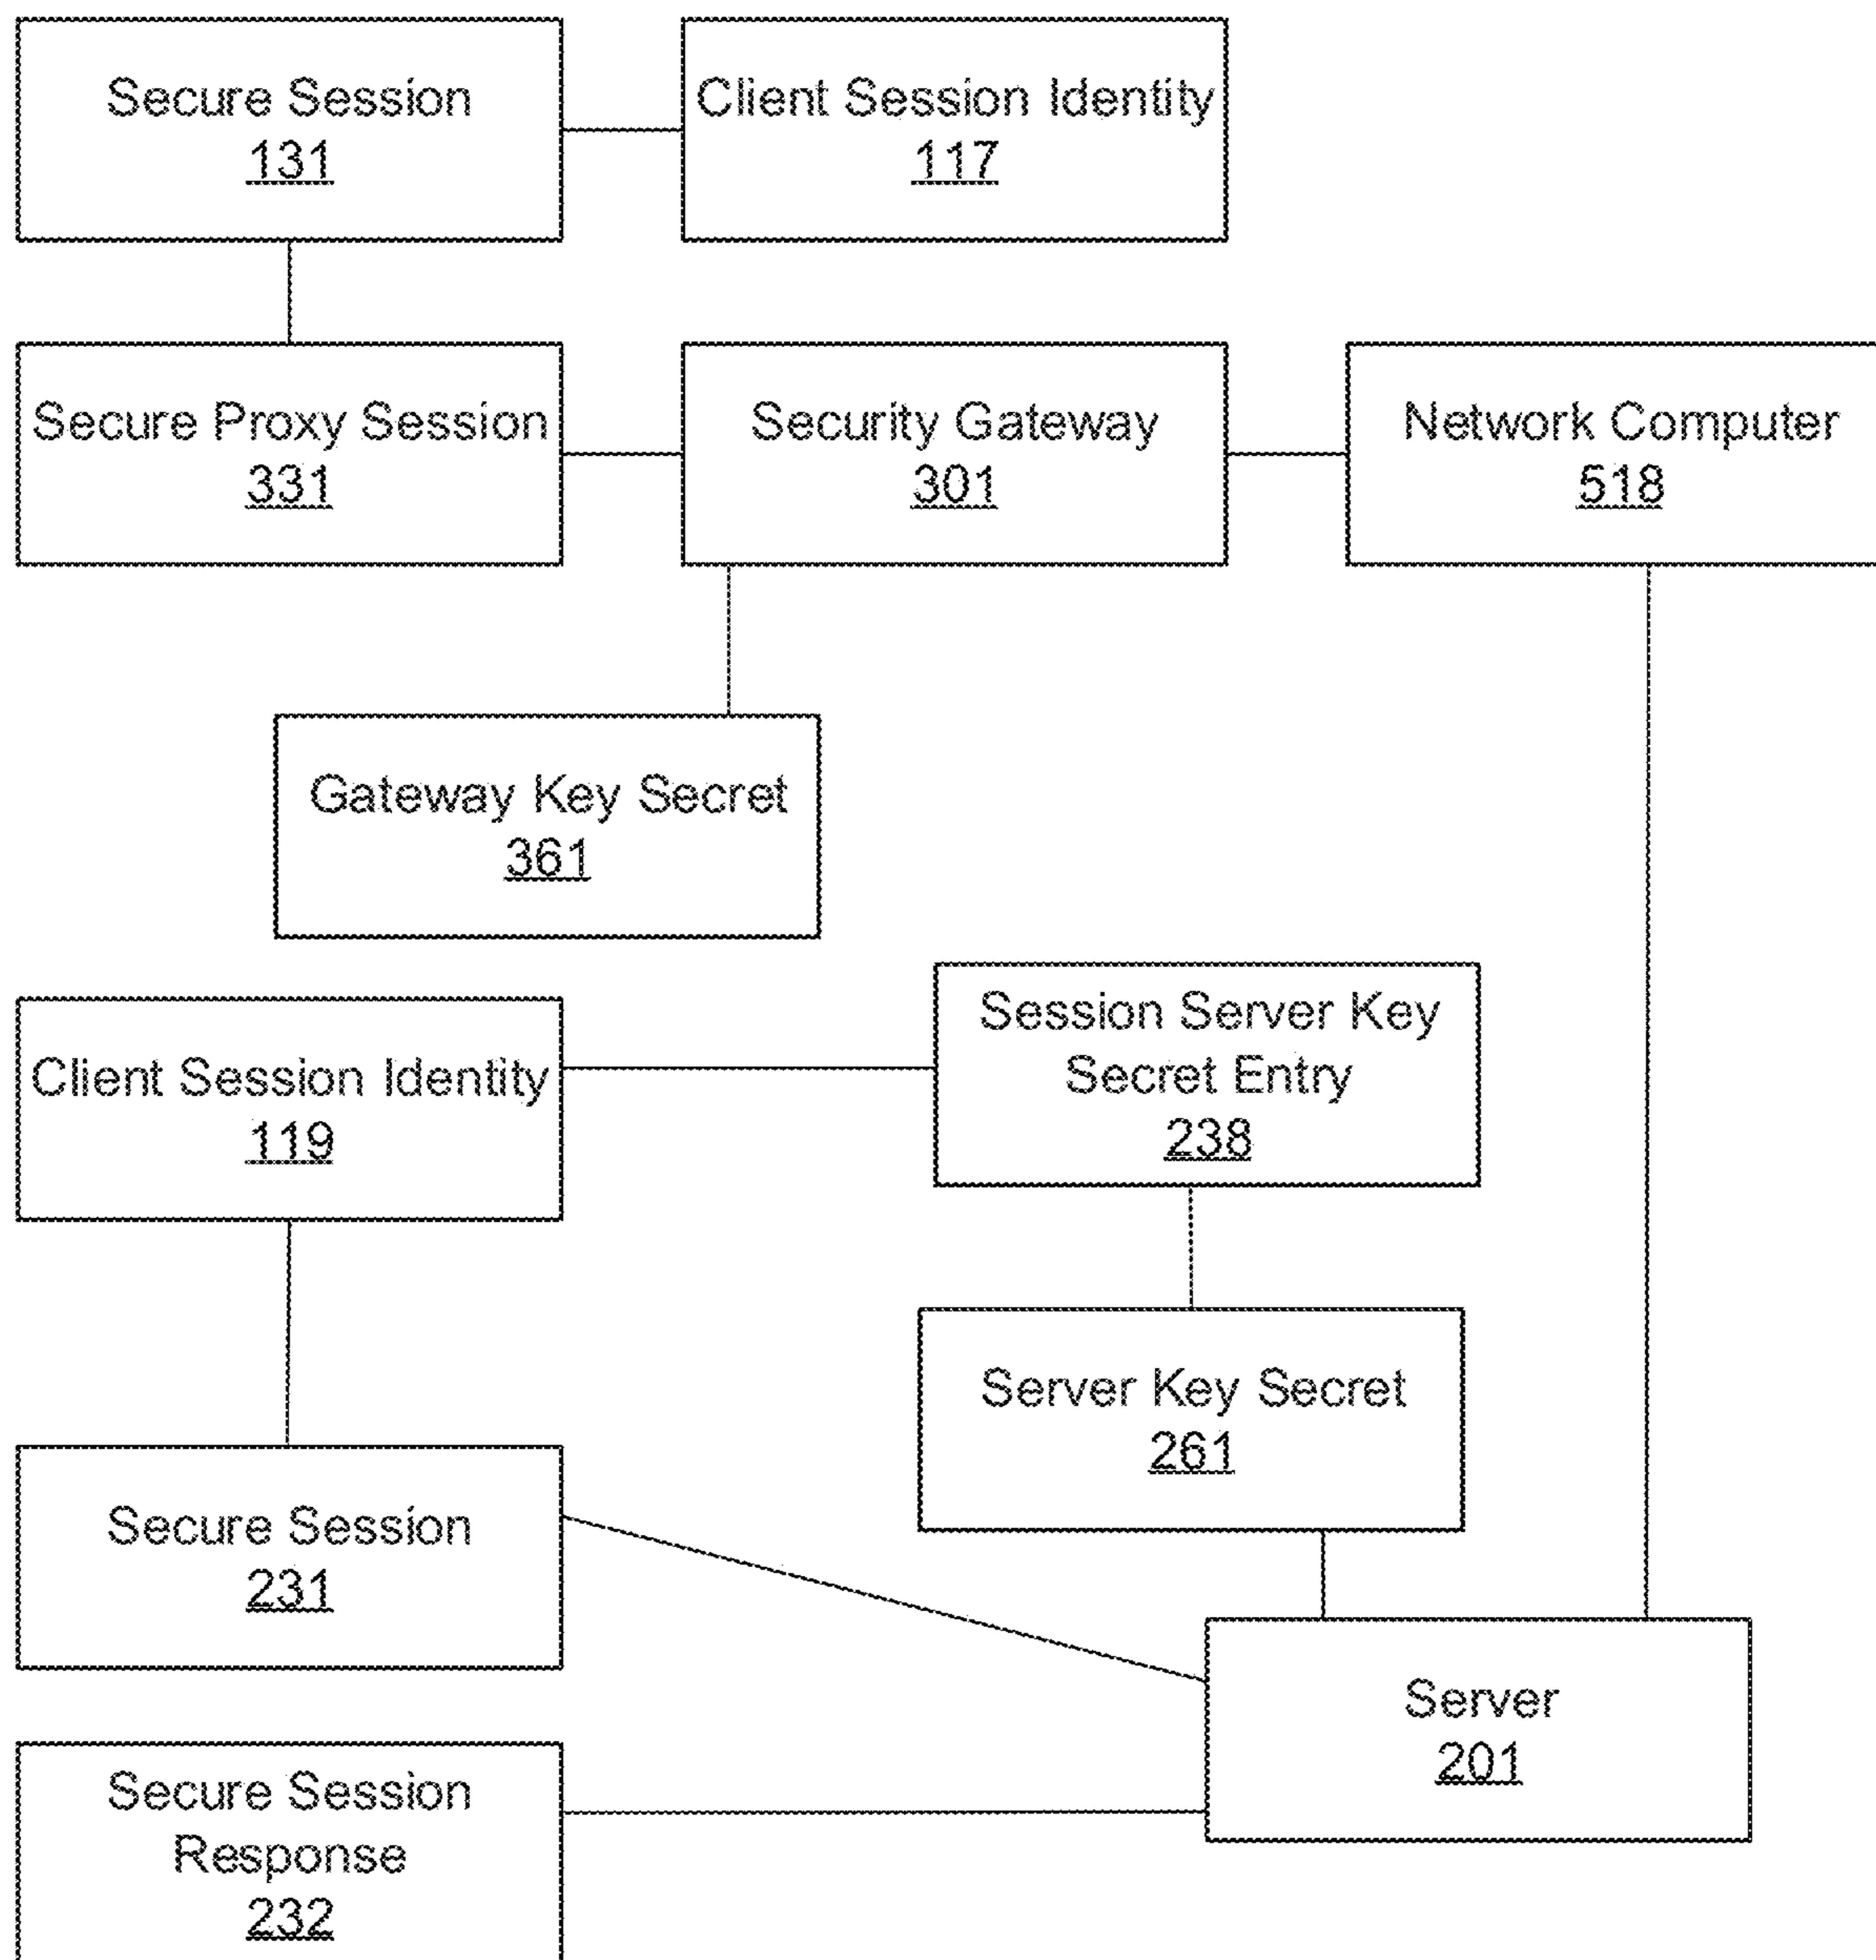 Secure Session
131
Client Session Identity
117
Secure Proxy Session
331
Security Gateway
301
Network Computer
518
Gateway Key Secret
361
Client Session Identity
119
Session Server Key
Secret Entry
238
Server Key Secret
261
Secure Session
231
Server
201
Secure Session
Response
232